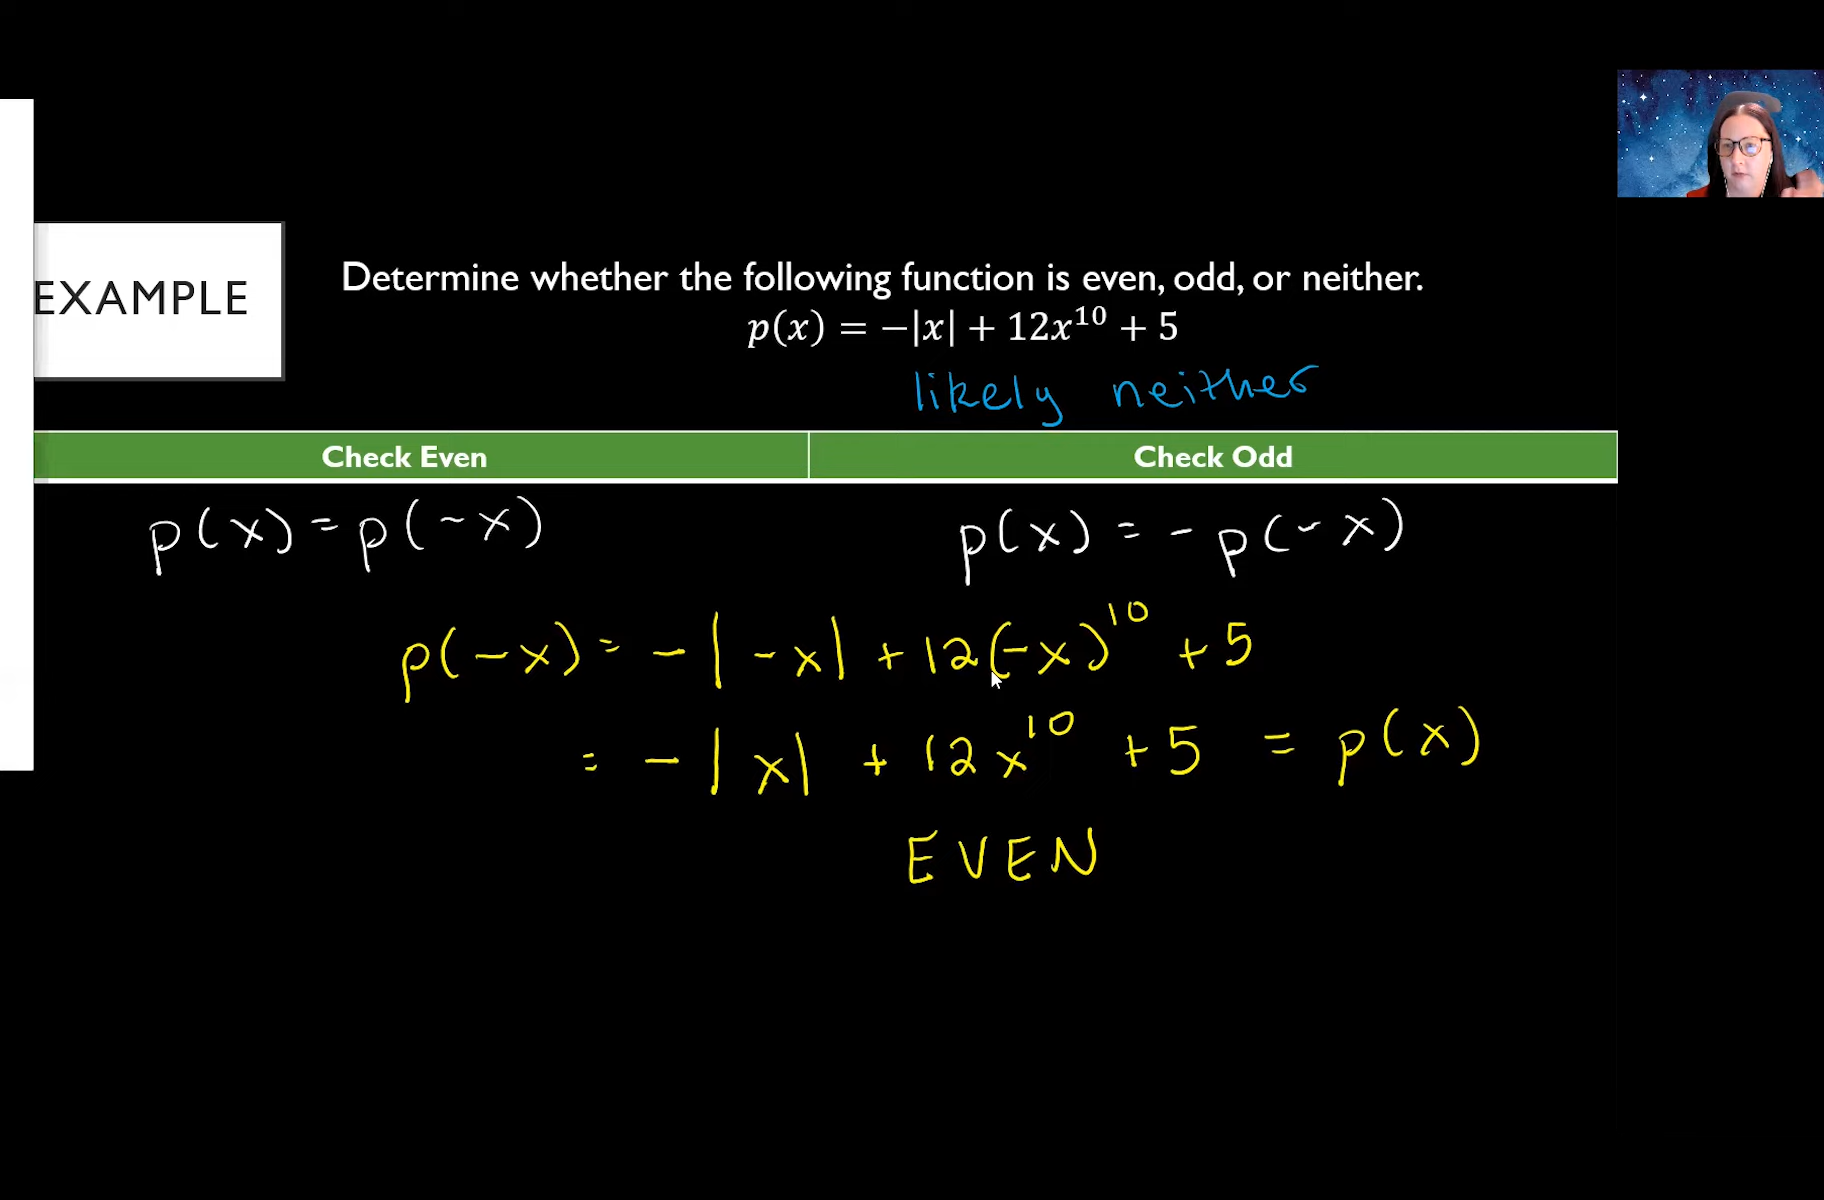 EXAMPLE
Determine whether the following function is even, odd, or neither.
p(x) = −|x| + 12x¹⁰ + 5
likely neither
Check Even
Check Odd
p(x) = p(-x)
p(x) = - p(-x)
p(-x) = - |-x| + 12(-x)¹⁰ + 5
= - |x| + 12x¹⁰ + 5 = p(x)
EVEN